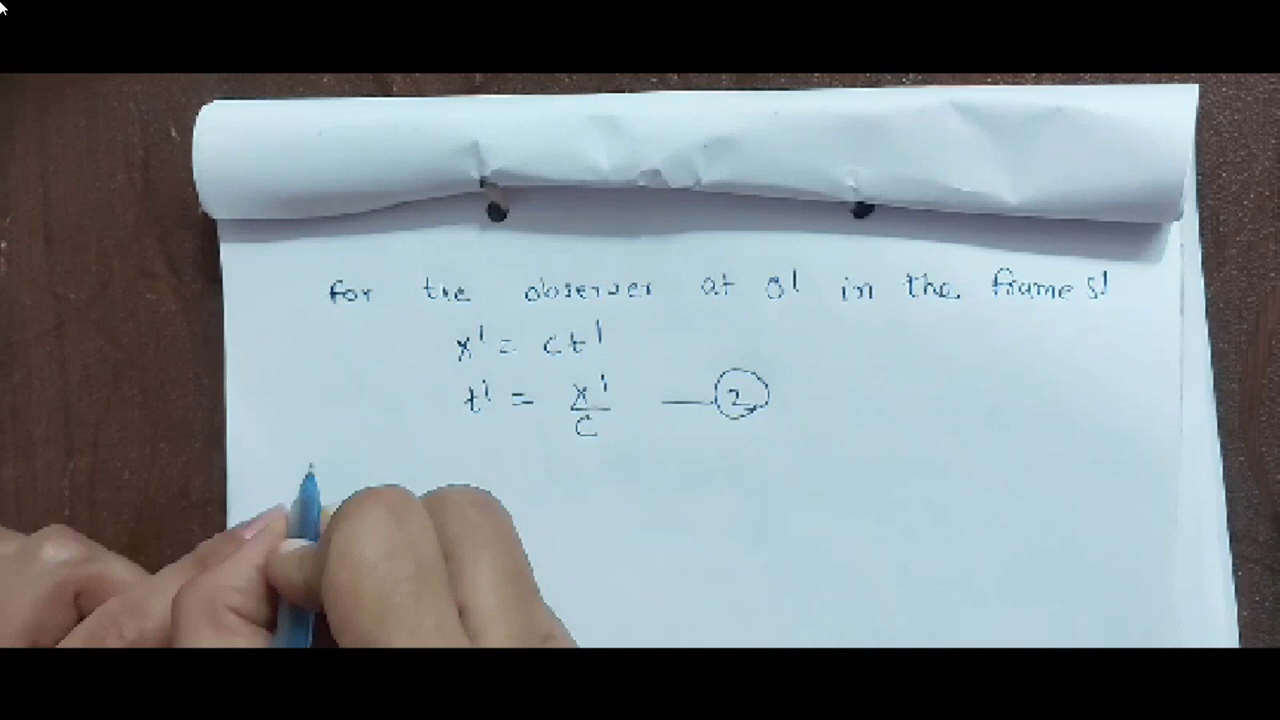 for the observer at o' in the frame s'
x' = ct'
t' = x'/c — 2